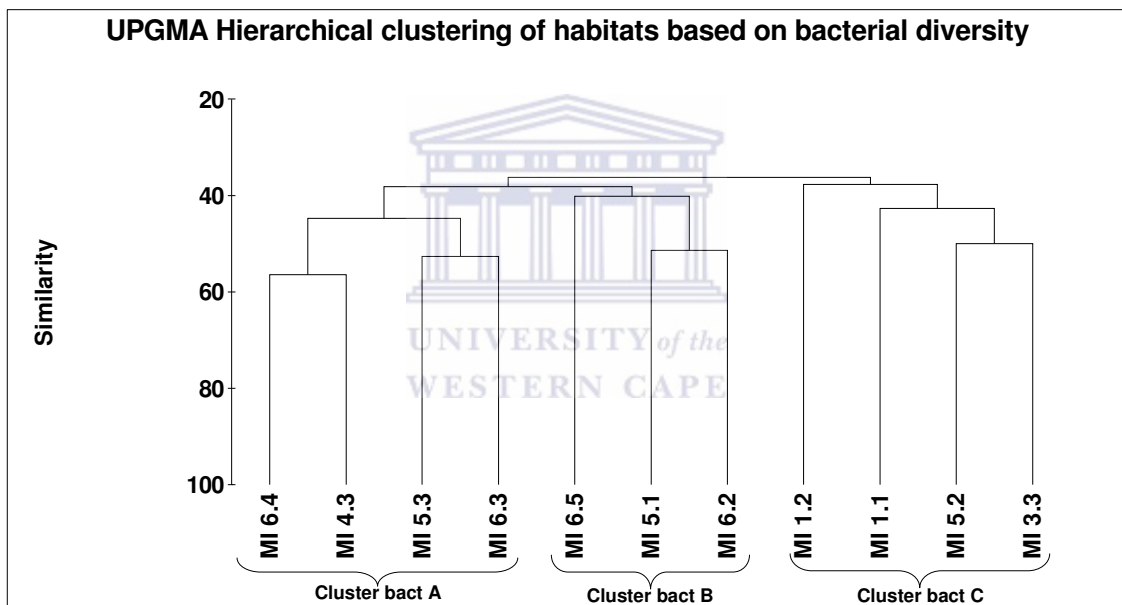 UPGMA Hierarchical clustering of habitats based on bacterial diversity
20
40
60
80
100
Similarity
UNIVERSITY of the
WESTERN CAPE
MI 6.4
MI 4.3
MI 5.3
MI 6.3
MI 6.5
MI 5.1
MI 6.2
MI 1.2
MI 1.1
MI 5.2
MI 3.3
Cluster bact A
Cluster bact B
Cluster bact C